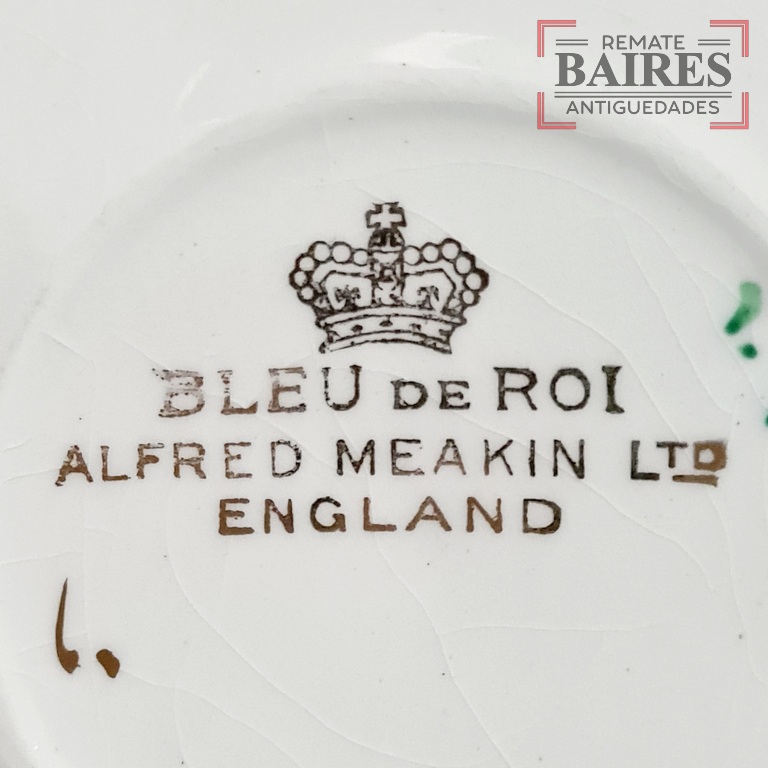 REMATE
BAIRES
ANTIGUEDADES
BLEU DE ROI
ALFRED MEAKIN LTD
ENGLAND